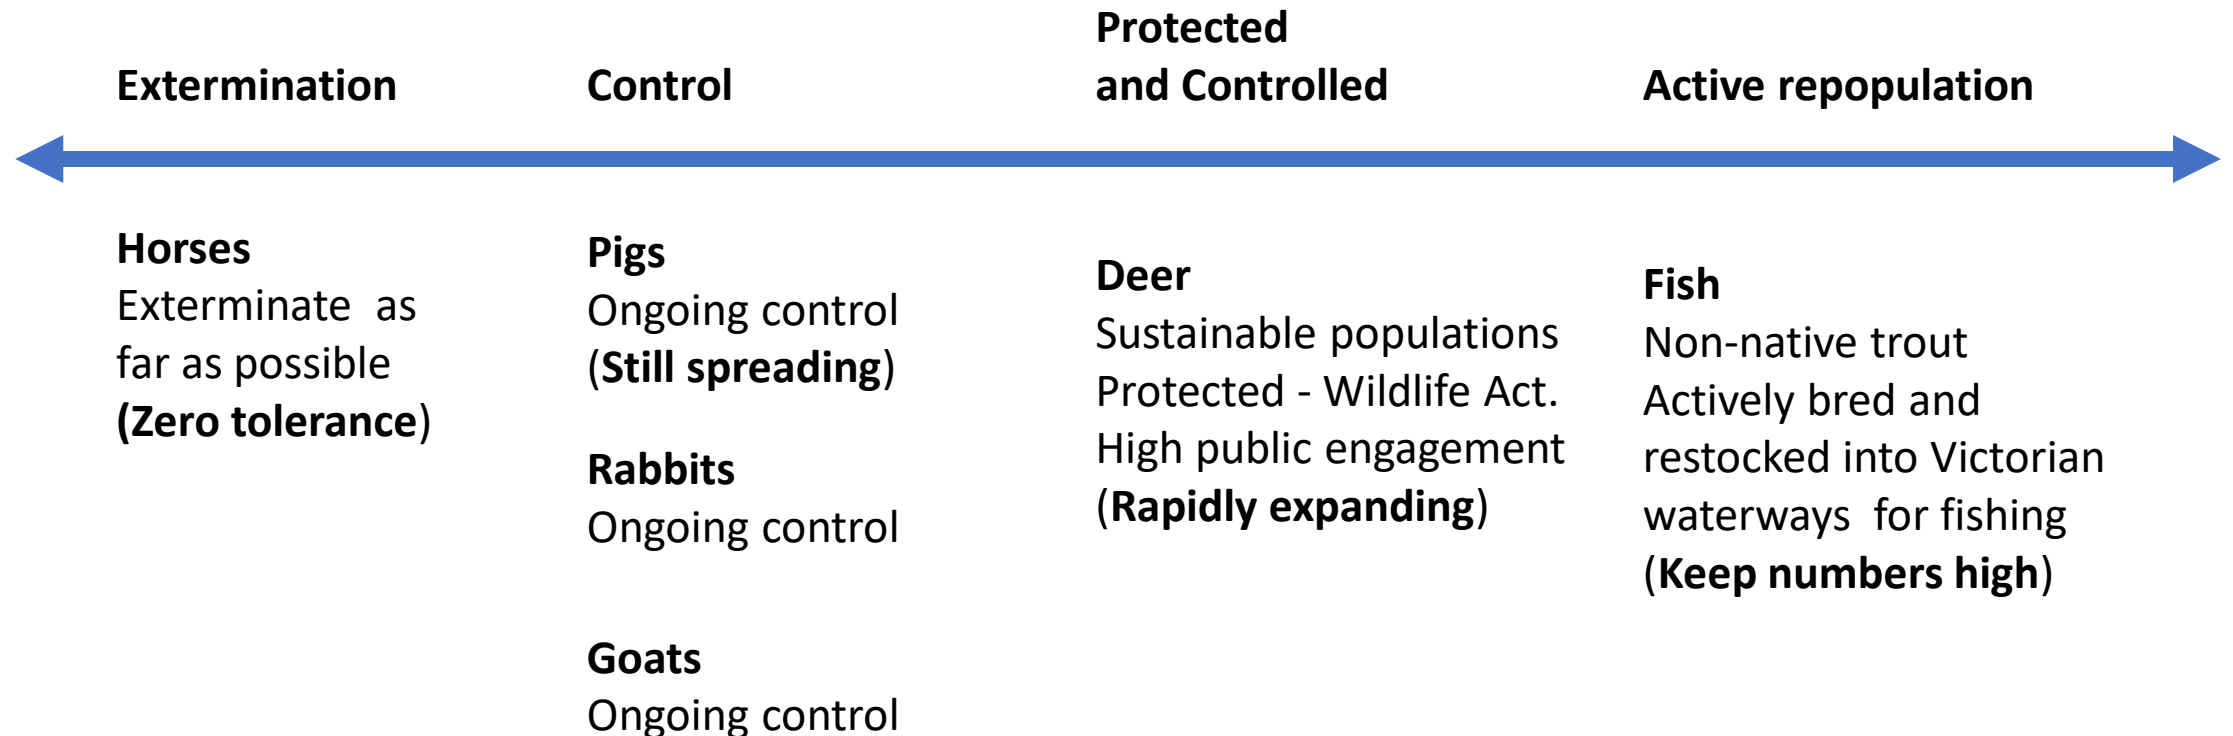 Extermination
Control
Protected
and Controlled
Active repopulation
Horses
Exterminate  as
far as possible
(Zero tolerance)
Pigs
Ongoing control
(Still spreading)
Rabbits
Ongoing control
Goats
Ongoing control
Deer
Sustainable populations
Protected - Wildlife Act.
High public engagement
(Rapidly expanding)
Fish
Non-native trout
Actively bred and
restocked into Victorian
waterways  for fishing
(Keep numbers high)